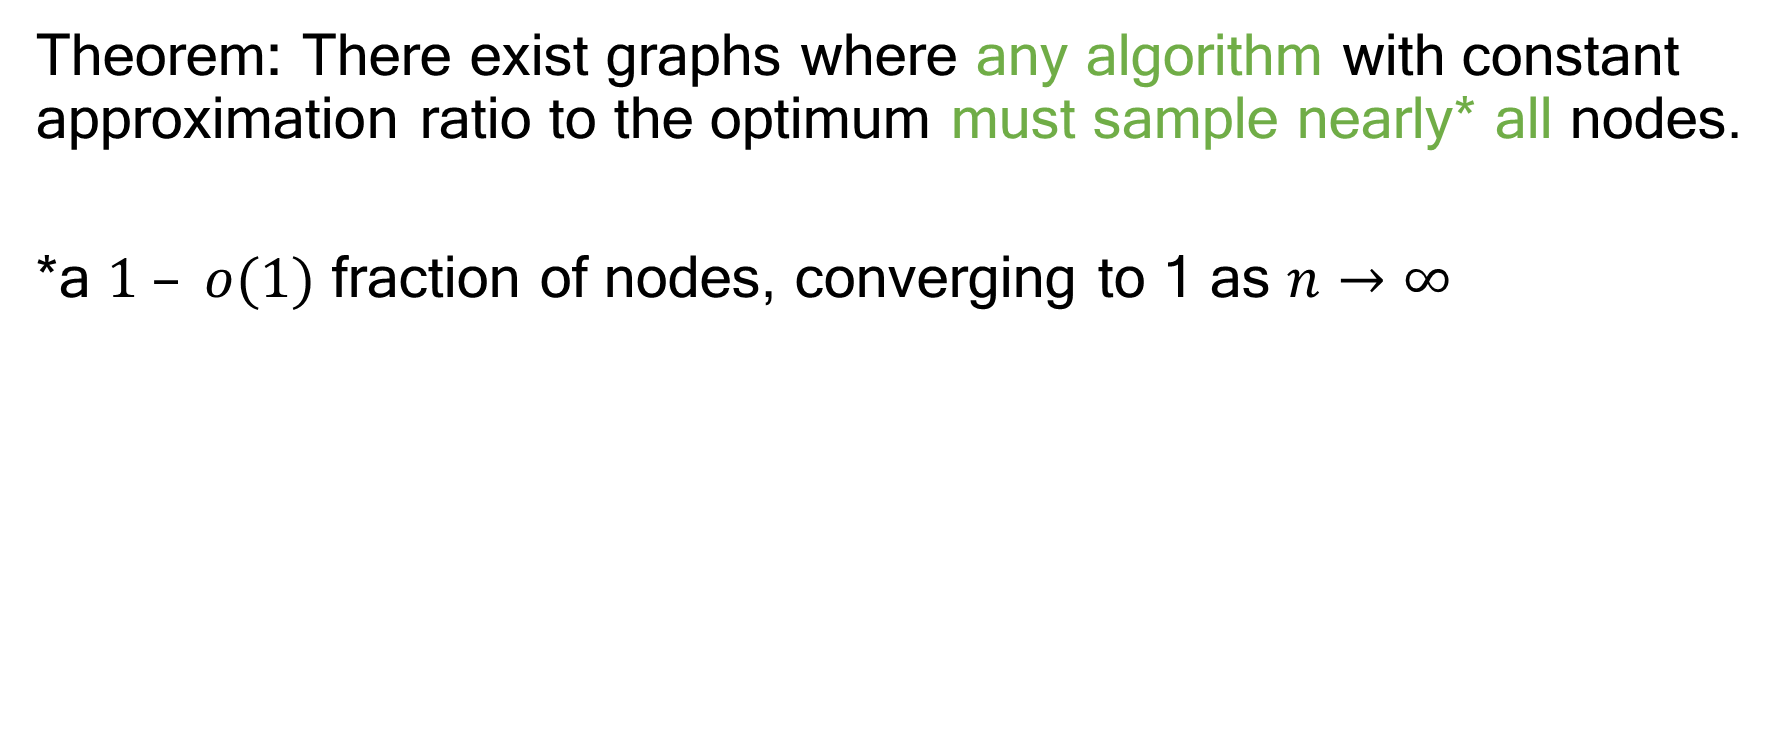 Theorem: There exist graphs where any algorithm with constant
approximation ratio to the optimum must sample nearly* all nodes.
*a 1 – o(1) fraction of nodes, converging to 1 as n → ∞